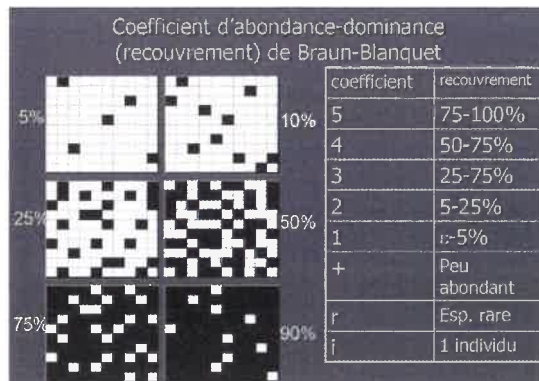 Coefficient d'abondance-dominance
(recouvrement) de Braun-Blanquet
5%
10%
25%
50%
75%
90%
coefficient recouvrement
5 75-100%
4 50-75%
3 25-75%
2 5-25%
1 ε-5%
+ Peu
abondant
r Esp. rare
i 1 individu